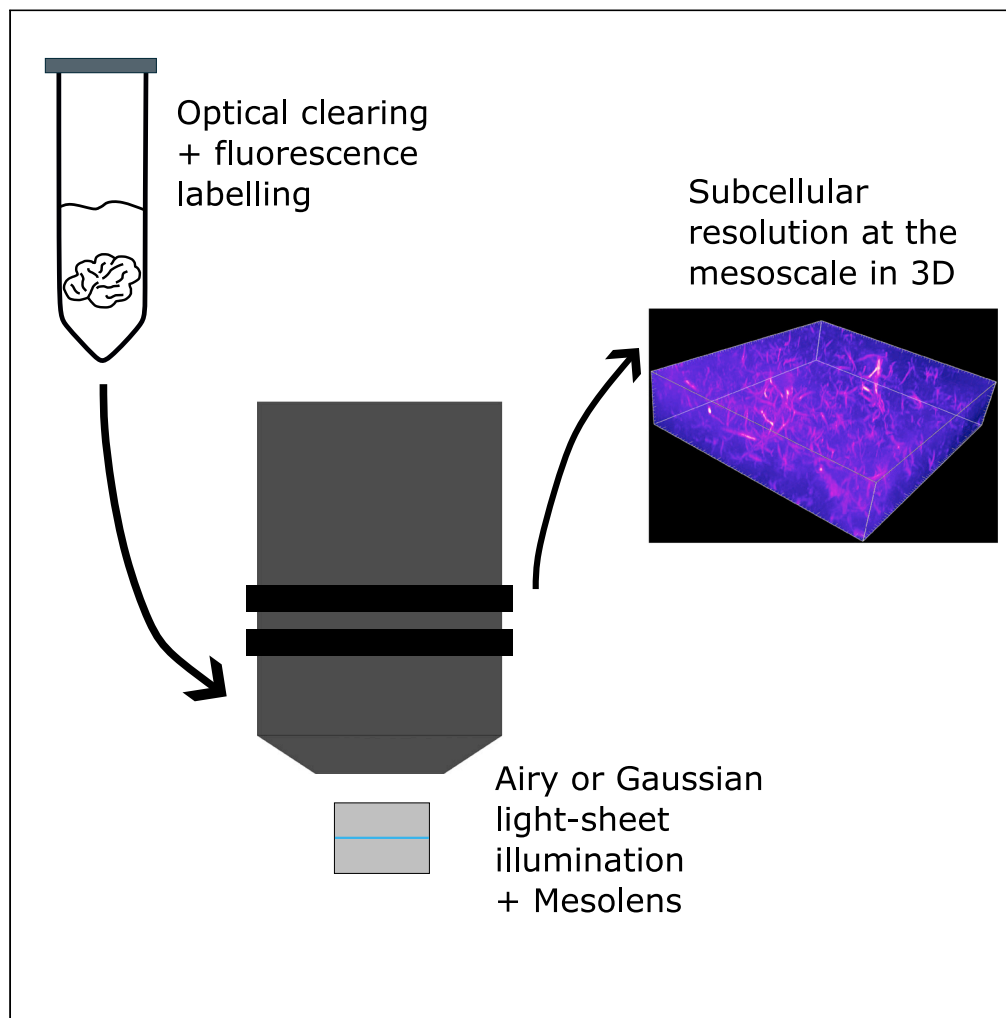 Optical clearing
+ fluorescence
labelling
Subcellular
resolution at the
mesoscale in 3D
Airy or Gaussian
light-sheet
illumination
+ Mesolens